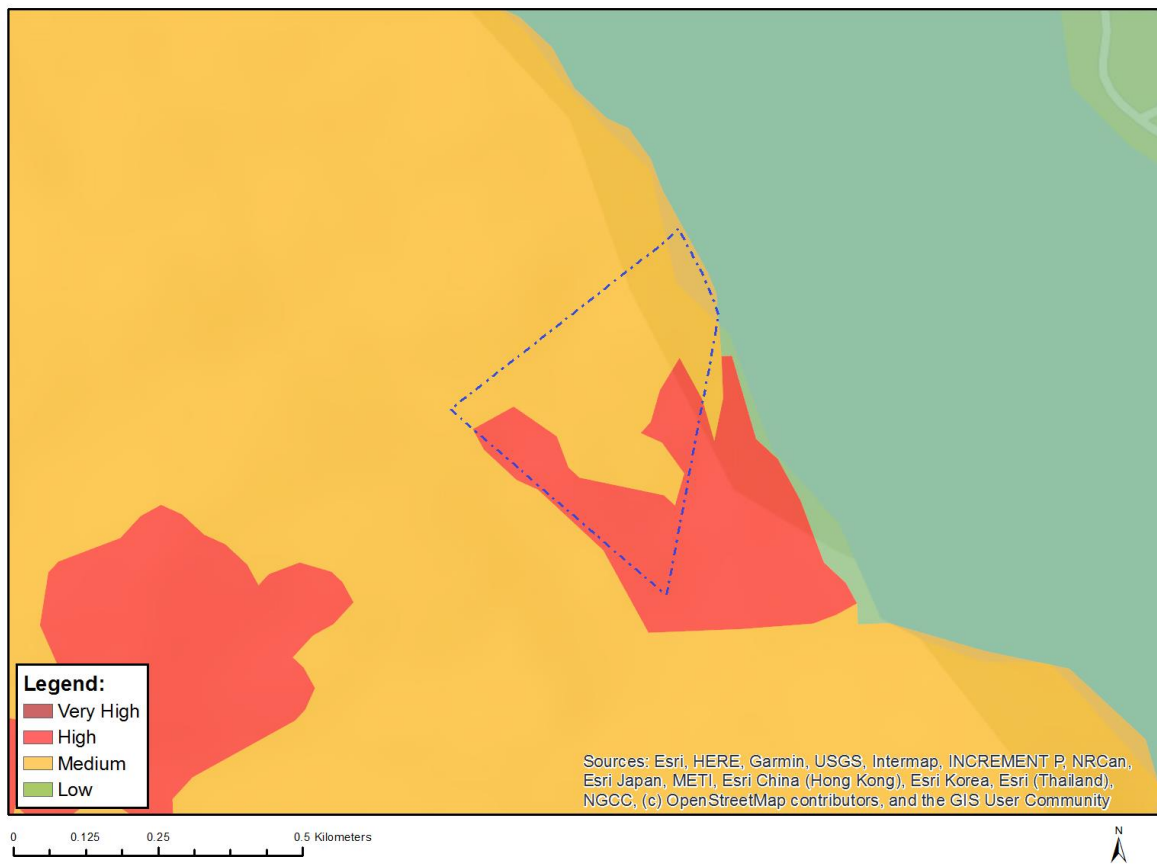 Legend:
Very High
High
Medium
Low
Sources: Esri, HERE, Garmin, USGS, Intermap, INCREMENT P, NRCan,
Esri Japan, METI, Esri China (Hong Kong), Esri Korea, Esri (Thailand),
NGCC, (c) OpenStreetMap contributors, and the GIS User Community
0 0.125 0.25 0.5 Kilometers
N